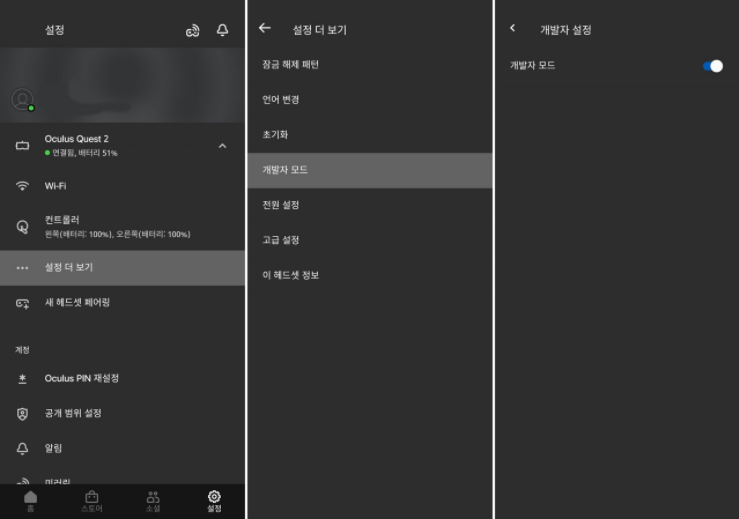 설정
Oculus Quest 2
연결됨, 배터리 51%
Wi-Fi
컨트롤러
왼쪽(배터리: 100%), 오른쪽(배터리: 100%)
설정 더 보기
새 헤드셋 페어링
계정
Oculus PIN 재설정
공개 범위 설정
알림
미러링
홈
스토어
소셜
설정
설정 더 보기
잠금 해제 패턴
언어 변경
초기화
개발자 모드
전원 설정
고급 설정
이 헤드셋 정보
개발자 설정
개발자 모드